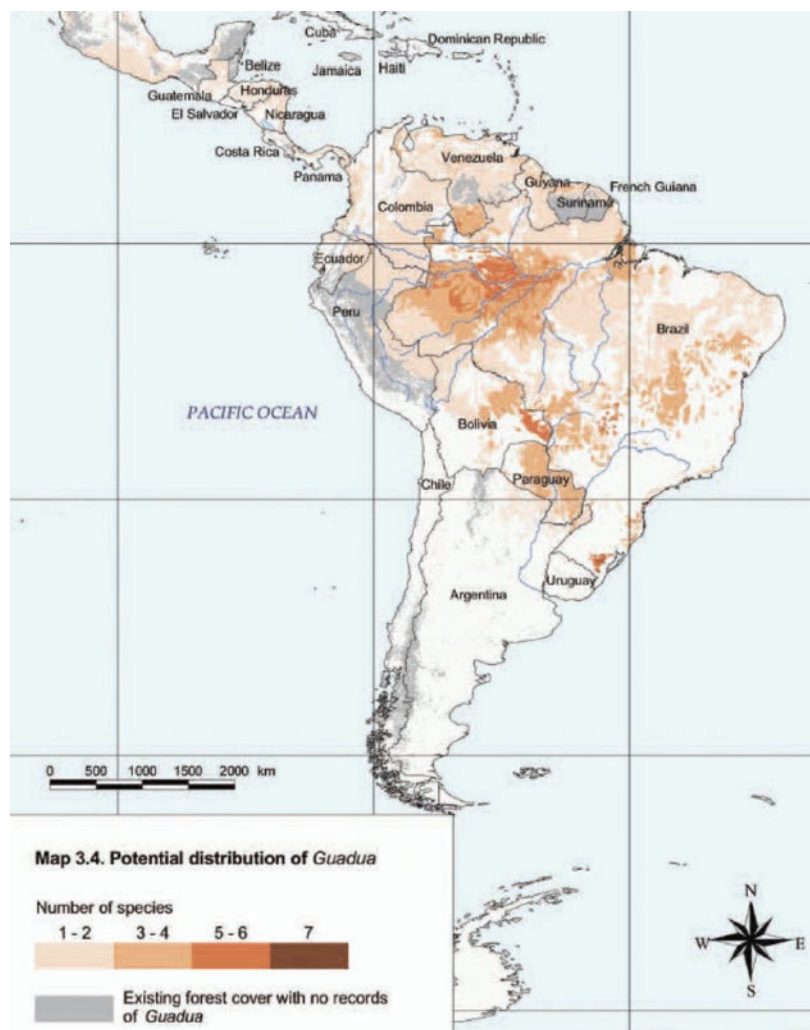 Cuba
Dominican Republic
Belize
Jamaica
Haiti
Guatemala
Honduras
El Salvador
Nicaragua
Costa Rica
Panama
Venezuela
Guyana
French Guiana
Colombia
Suriname
Ecuador
Peru
Brazil
PACIFIC OCEAN
Bolivia
Paraguay
Chile
Uruguay
Argentina
0 500 1000 1500 2000 km
Map 3.4. Potential distribution of Guadua
Number of species
1 - 2 3 - 4 5 - 6 7
Existing forest cover with no records
of Guadua
N
W E
S